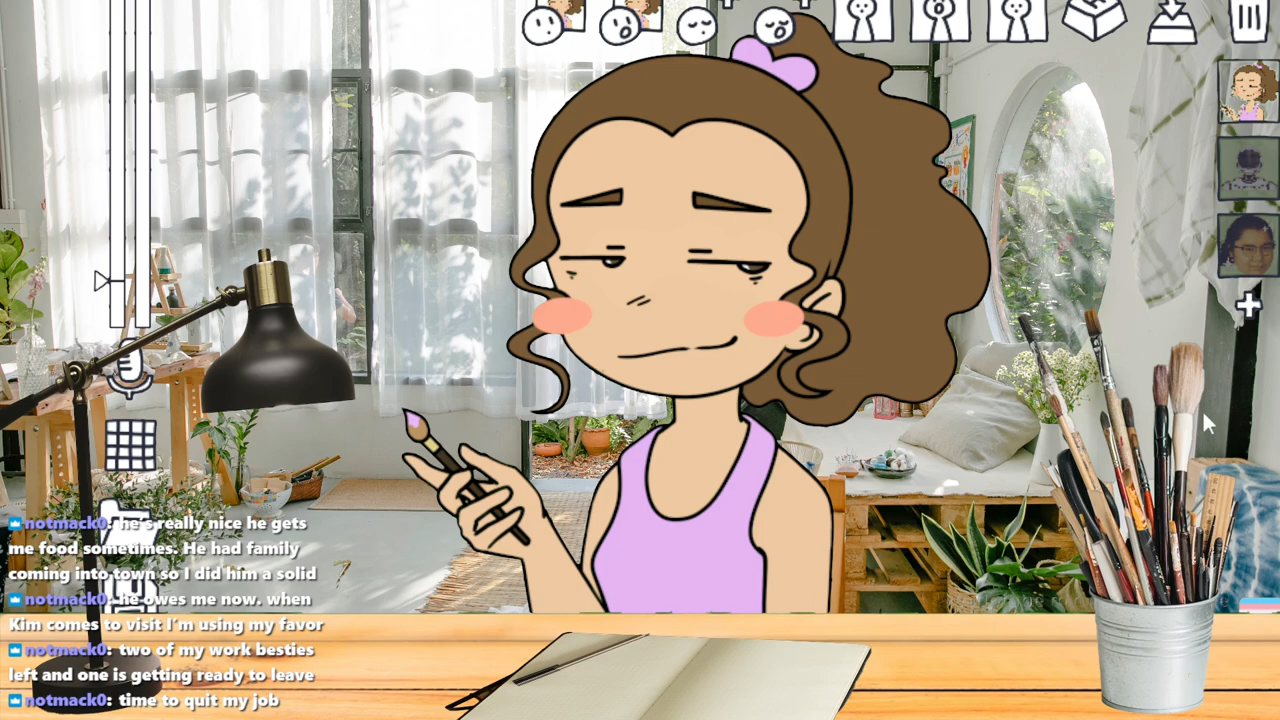 notmack0: he's really nice he gets
me food sometimes. He had family
coming into town so I did him a solid
notmack0: he owes me now. when
Kim comes to visit I'm using my favor
notmack0: two of my work besties
left and one is getting ready to leave
notmack0: time to quit my job